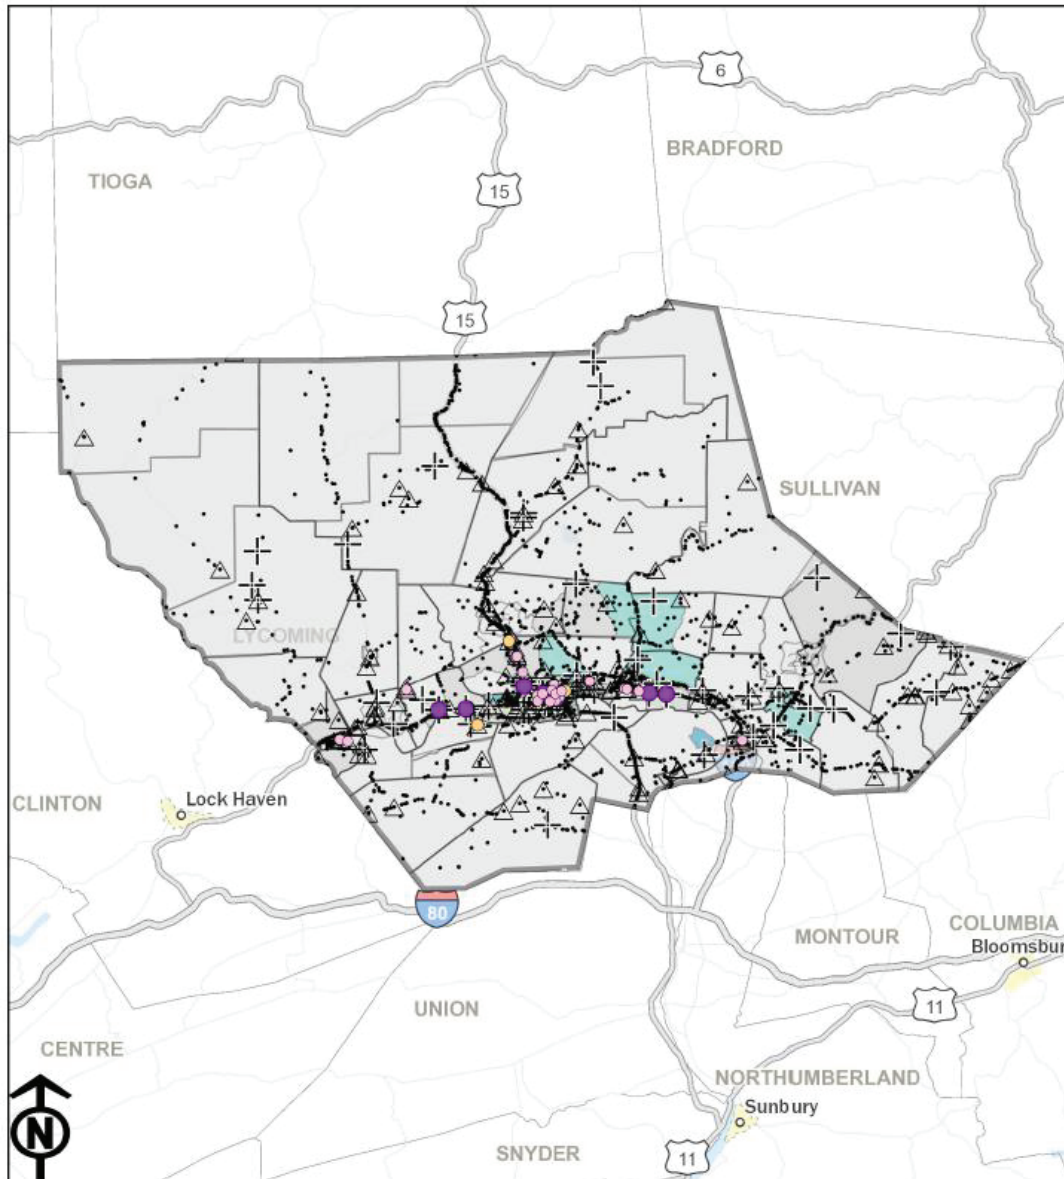 6
BRADFORD
TIOGA
15
15
SULLIVAN
LYCOMING
CLINTON
Lock Haven
80
COLUMBIA
MONTOUR
Bloomsbur
11
UNION
CENTRE
NORTHUMBERLAND
Sunbury
N
SNYDER
11